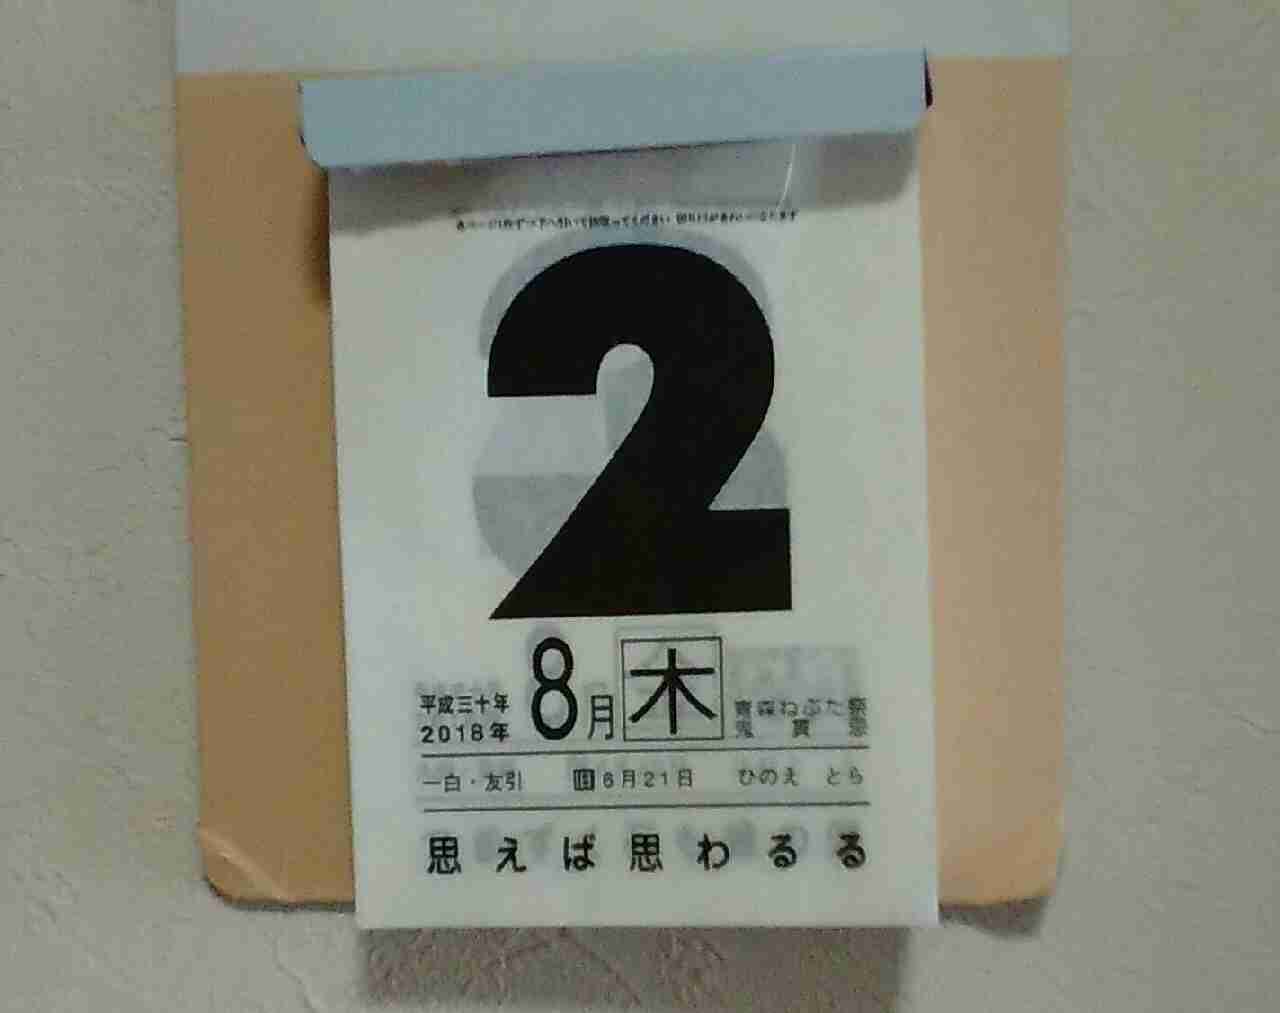 2
平成三十年
2018年
8月
木
青森ねぶた祭
鬼貫忌
一白・友引 旧6月21日 ひのえ とら
思えば思わるる